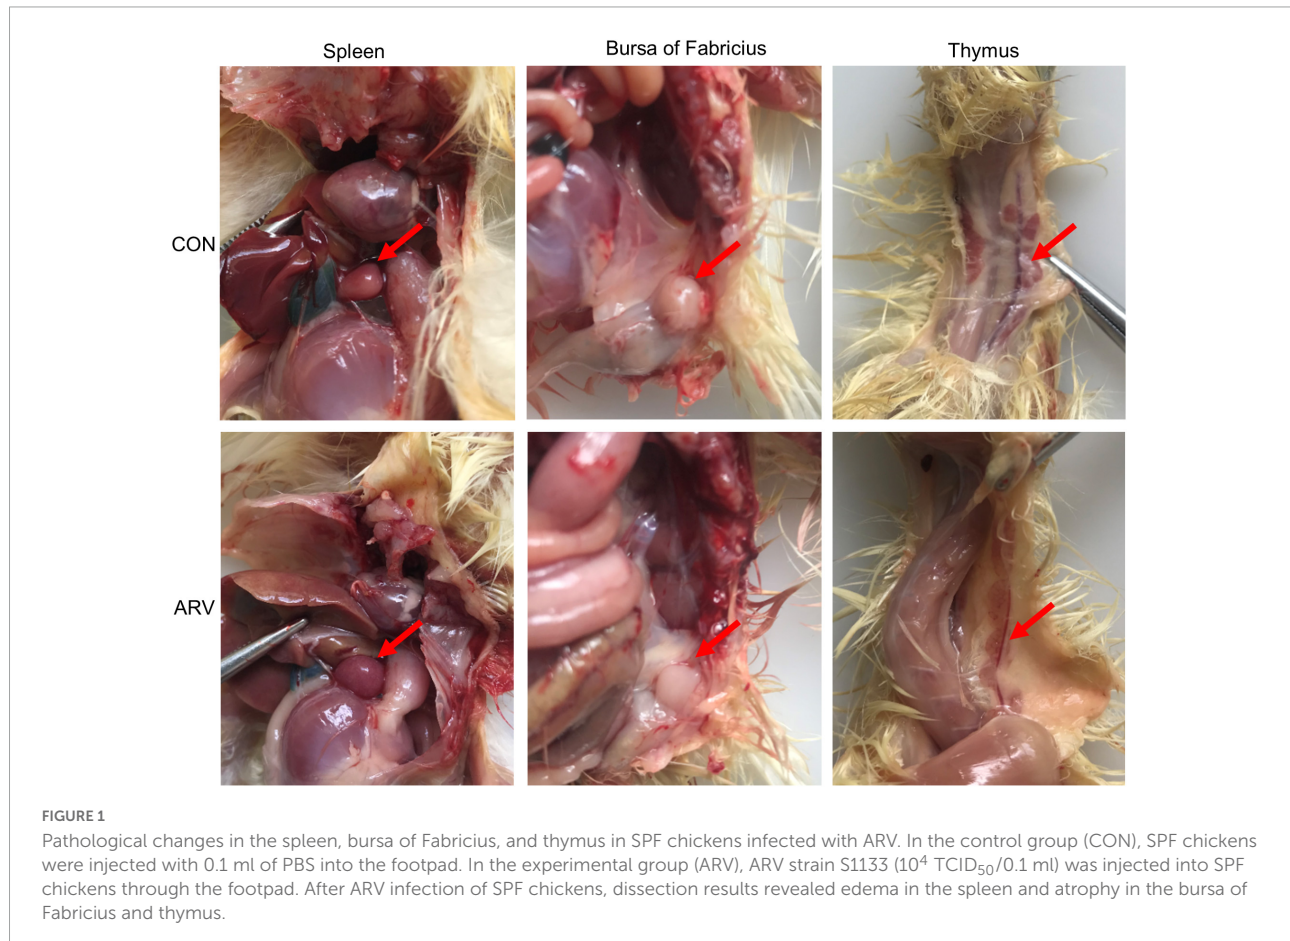 Spleen
Bursa of Fabricius
Thymus
CON
ARV
FIGURE 1
Pathological changes in the spleen, bursa of Fabricius, and thymus in SPF chickens infected with ARV. In the control group (CON), SPF chickens
were injected with 0.1 ml of PBS into the footpad. In the experimental group (ARV), ARV strain S1133 (10⁴ TCID₅₀/0.1 ml) was injected into SPF
chickens through the footpad. After ARV infection of SPF chickens, dissection results revealed edema in the spleen and atrophy in the bursa of
Fabricius and thymus.